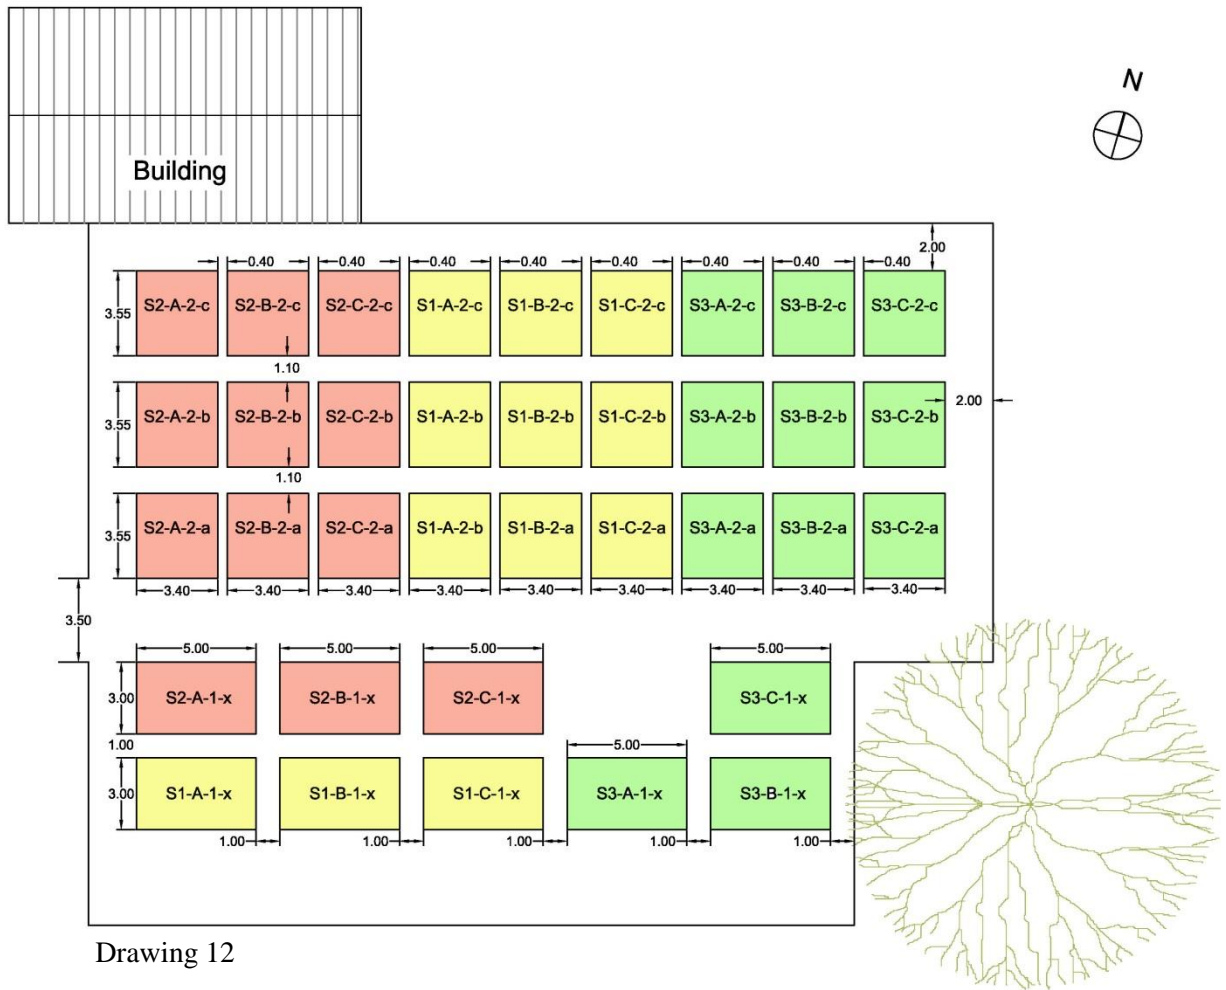 N
Building
2.00
0.40 0.40 0.40 0.40 0.40 0.40 0.40 0.40
3.55 S2-A-2-c S2-B-2-c S2-C-2-c S1-A-2-c S1-B-2-c S1-C-2-c S3-A-2-c S3-B-2-c S3-C-2-c
1.10
3.55 S2-A-2-b S2-B-2-b S2-C-2-b S1-A-2-b S1-B-2-b S1-C-2-b S3-A-2-b S3-B-2-b S3-C-2-b 2.00
1.10
3.55 S2-A-2-a S2-B-2-a S2-C-2-a S1-A-2-b S1-B-2-a S1-C-2-a S3-A-2-a S3-B-2-a S3-C-2-a
3.40 3.40 3.40 3.40 3.40 3.40 3.40 3.40 3.40
3.50
5.00 5.00 5.00 5.00
3.00 S2-A-1-x S2-B-1-x S2-C-1-x S3-C-1-x
1.00 5.00
3.00 S1-A-1-x S1-B-1-x S1-C-1-x S3-A-1-x S3-B-1-x
1.00 1.00 1.00 1.00 1.00
Drawing 12